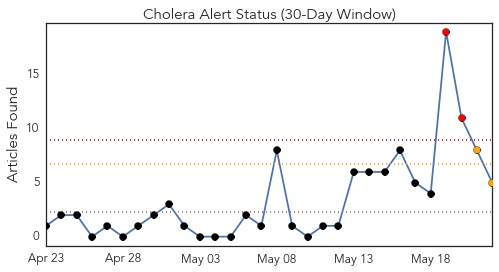 Cholera Alert Status (30-Day Window)
Articles Found
15
10
5
0
Apr 23 Apr 28 May 03 May 08 May 13 May 18